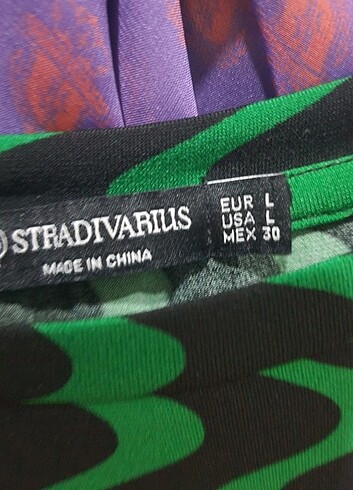 STRADIVARIUS
MADE IN CHINA
EUR L
USA L
MEX 30